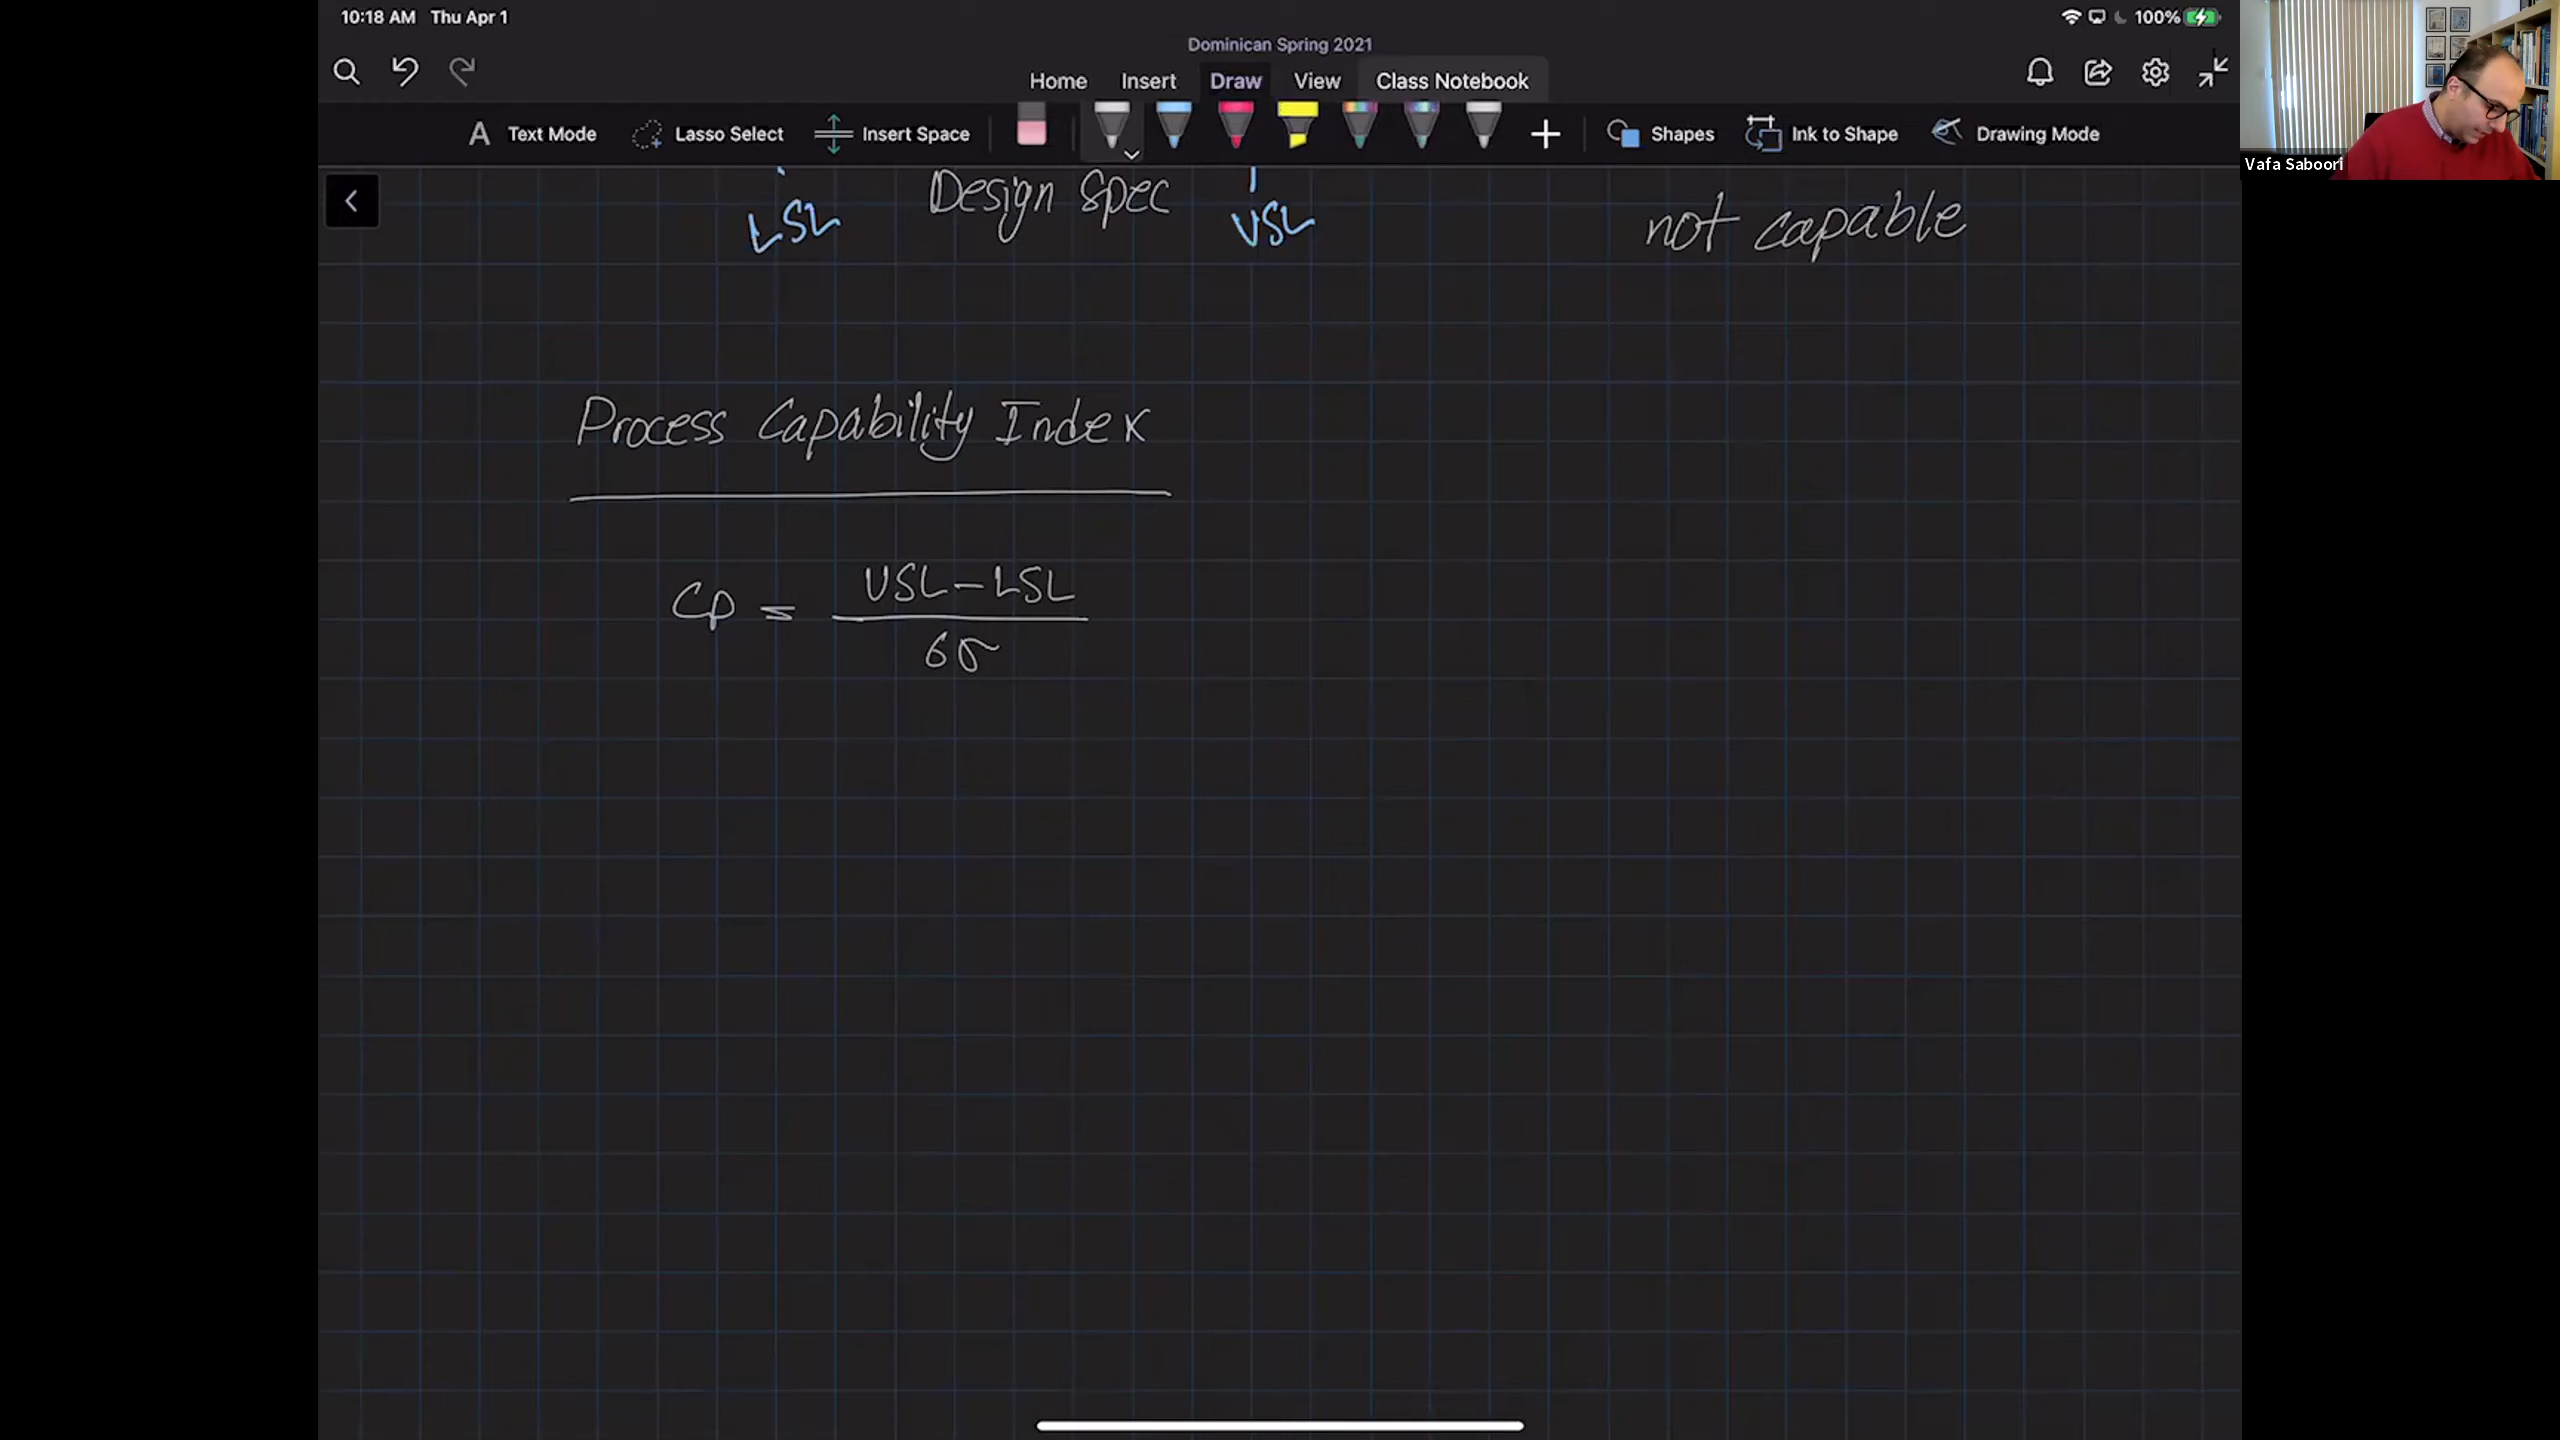 10:18 AM Thu Apr 1
100%
Dominican Spring 2021
Home Insert Draw View Class Notebook
A Text Mode Lasso Select Insert Space Shapes Ink to Shape Drawing Mode
Vafa Saboori
LSL Design Spec USL
not capable
Process Capability Index
Cp = USL - LSL
6σ